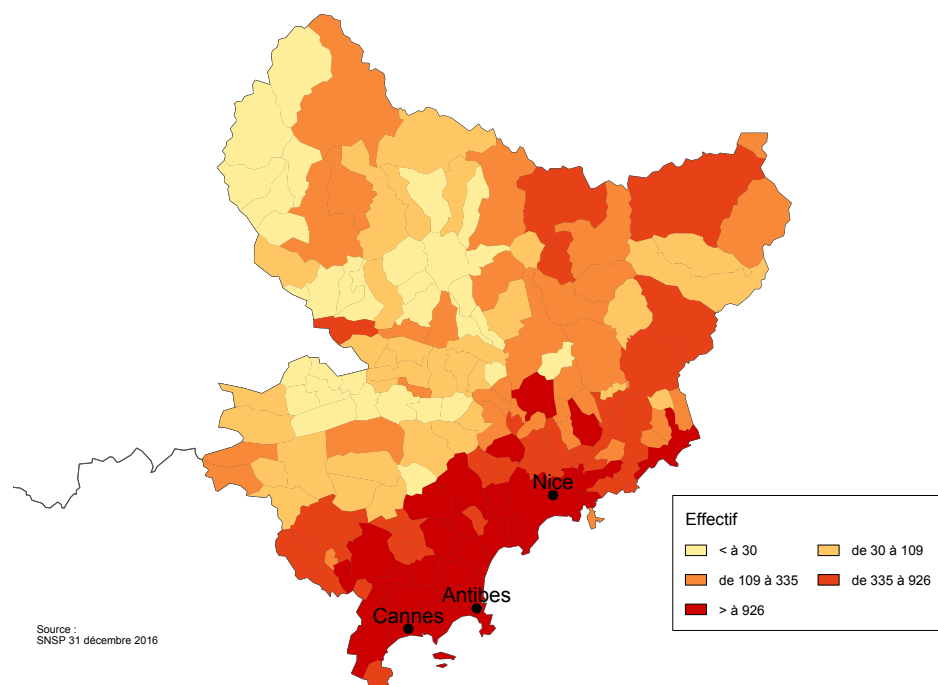 Nice
Effectif
< à 30
de 30 à 109
de 109 à 335
de 335 à 926
> à 926
Antibes
Cannes
Source :
SNSP 31 décembre 2016